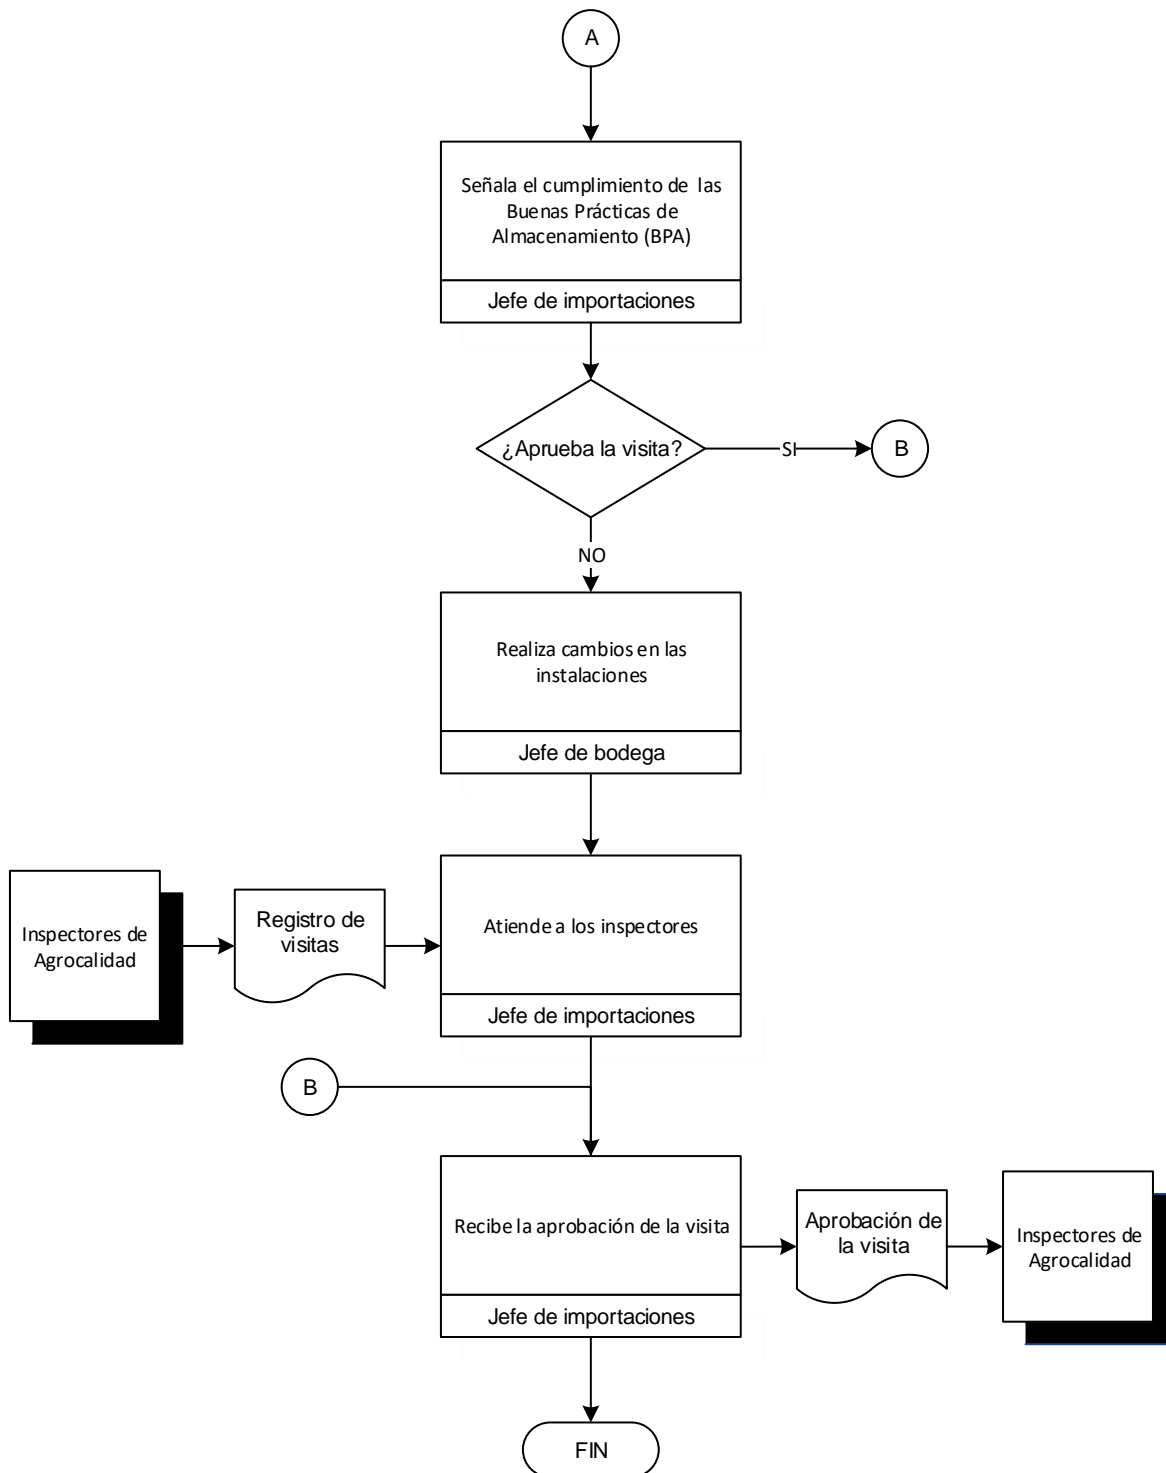 A
Señala el cumplimiento de las
Buenas Prácticas de
Almacenamiento (BPA)
Jefe de importaciones
¿Aprueba la visita?
SI
B
NO
Realiza cambios en las
instalaciones
Jefe de bodega
Inspectores de
Agrocalidad
Registro de
visitas
Atiende a los inspectores
Jefe de importaciones
B
Recibe la aprobación de la visita
Jefe de importaciones
Aprobación de
la visita
Inspectores de
Agrocalidad
FIN